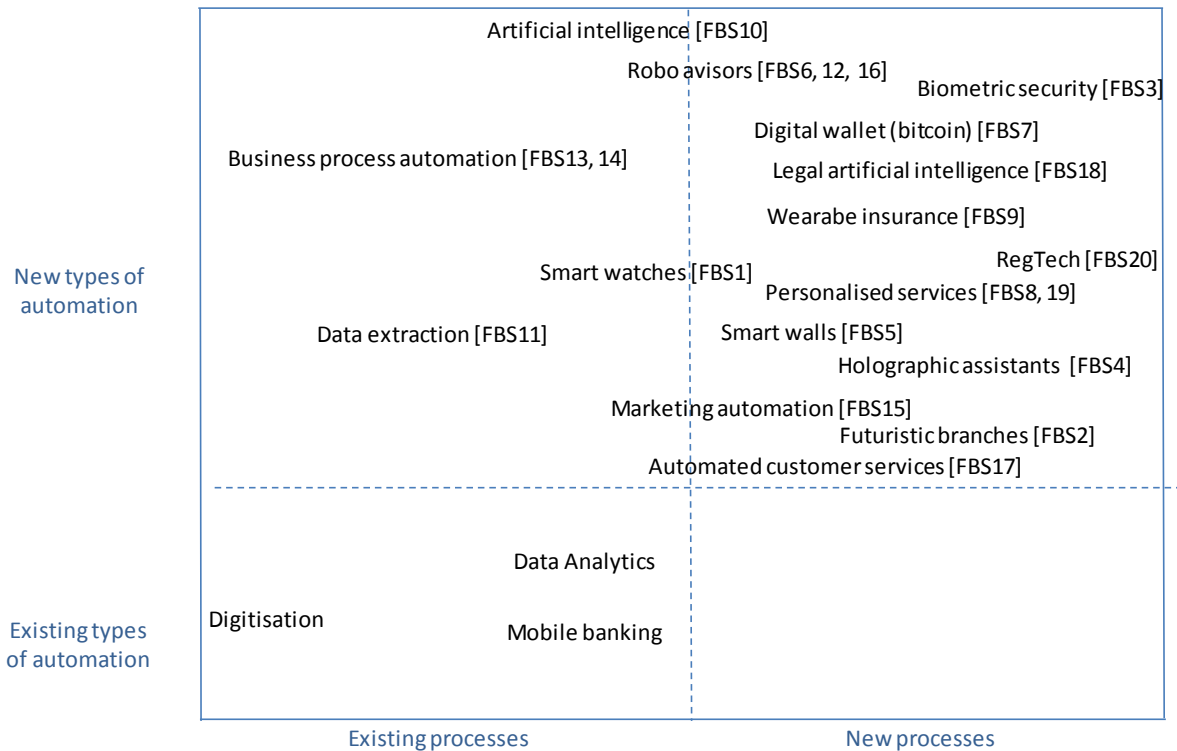 Artificial intelligence [FBS10]
Robo avisors [FBS6, 12, 16]
Biometric security [FBS3]
Digital wallet (bitcoin) [FBS7]
Business process automation [FBS13, 14]
Legal artificial intelligence [FBS18]
Wearabe insurance [FBS9]
RegTech [FBS20]
New types of
automation
Smart watches [FBS1]
Personalised services [FBS8, 19]
Data extraction [FBS11]
Smart walls [FBS5]
Holographic assistants [FBS4]
Marketing automation [FBS15]
Futuristic branches [FBS2]
Automated customer services [FBS17]
Data Analytics
Digitisation
Mobile banking
Existing types
of automation
Existing processes
New processes